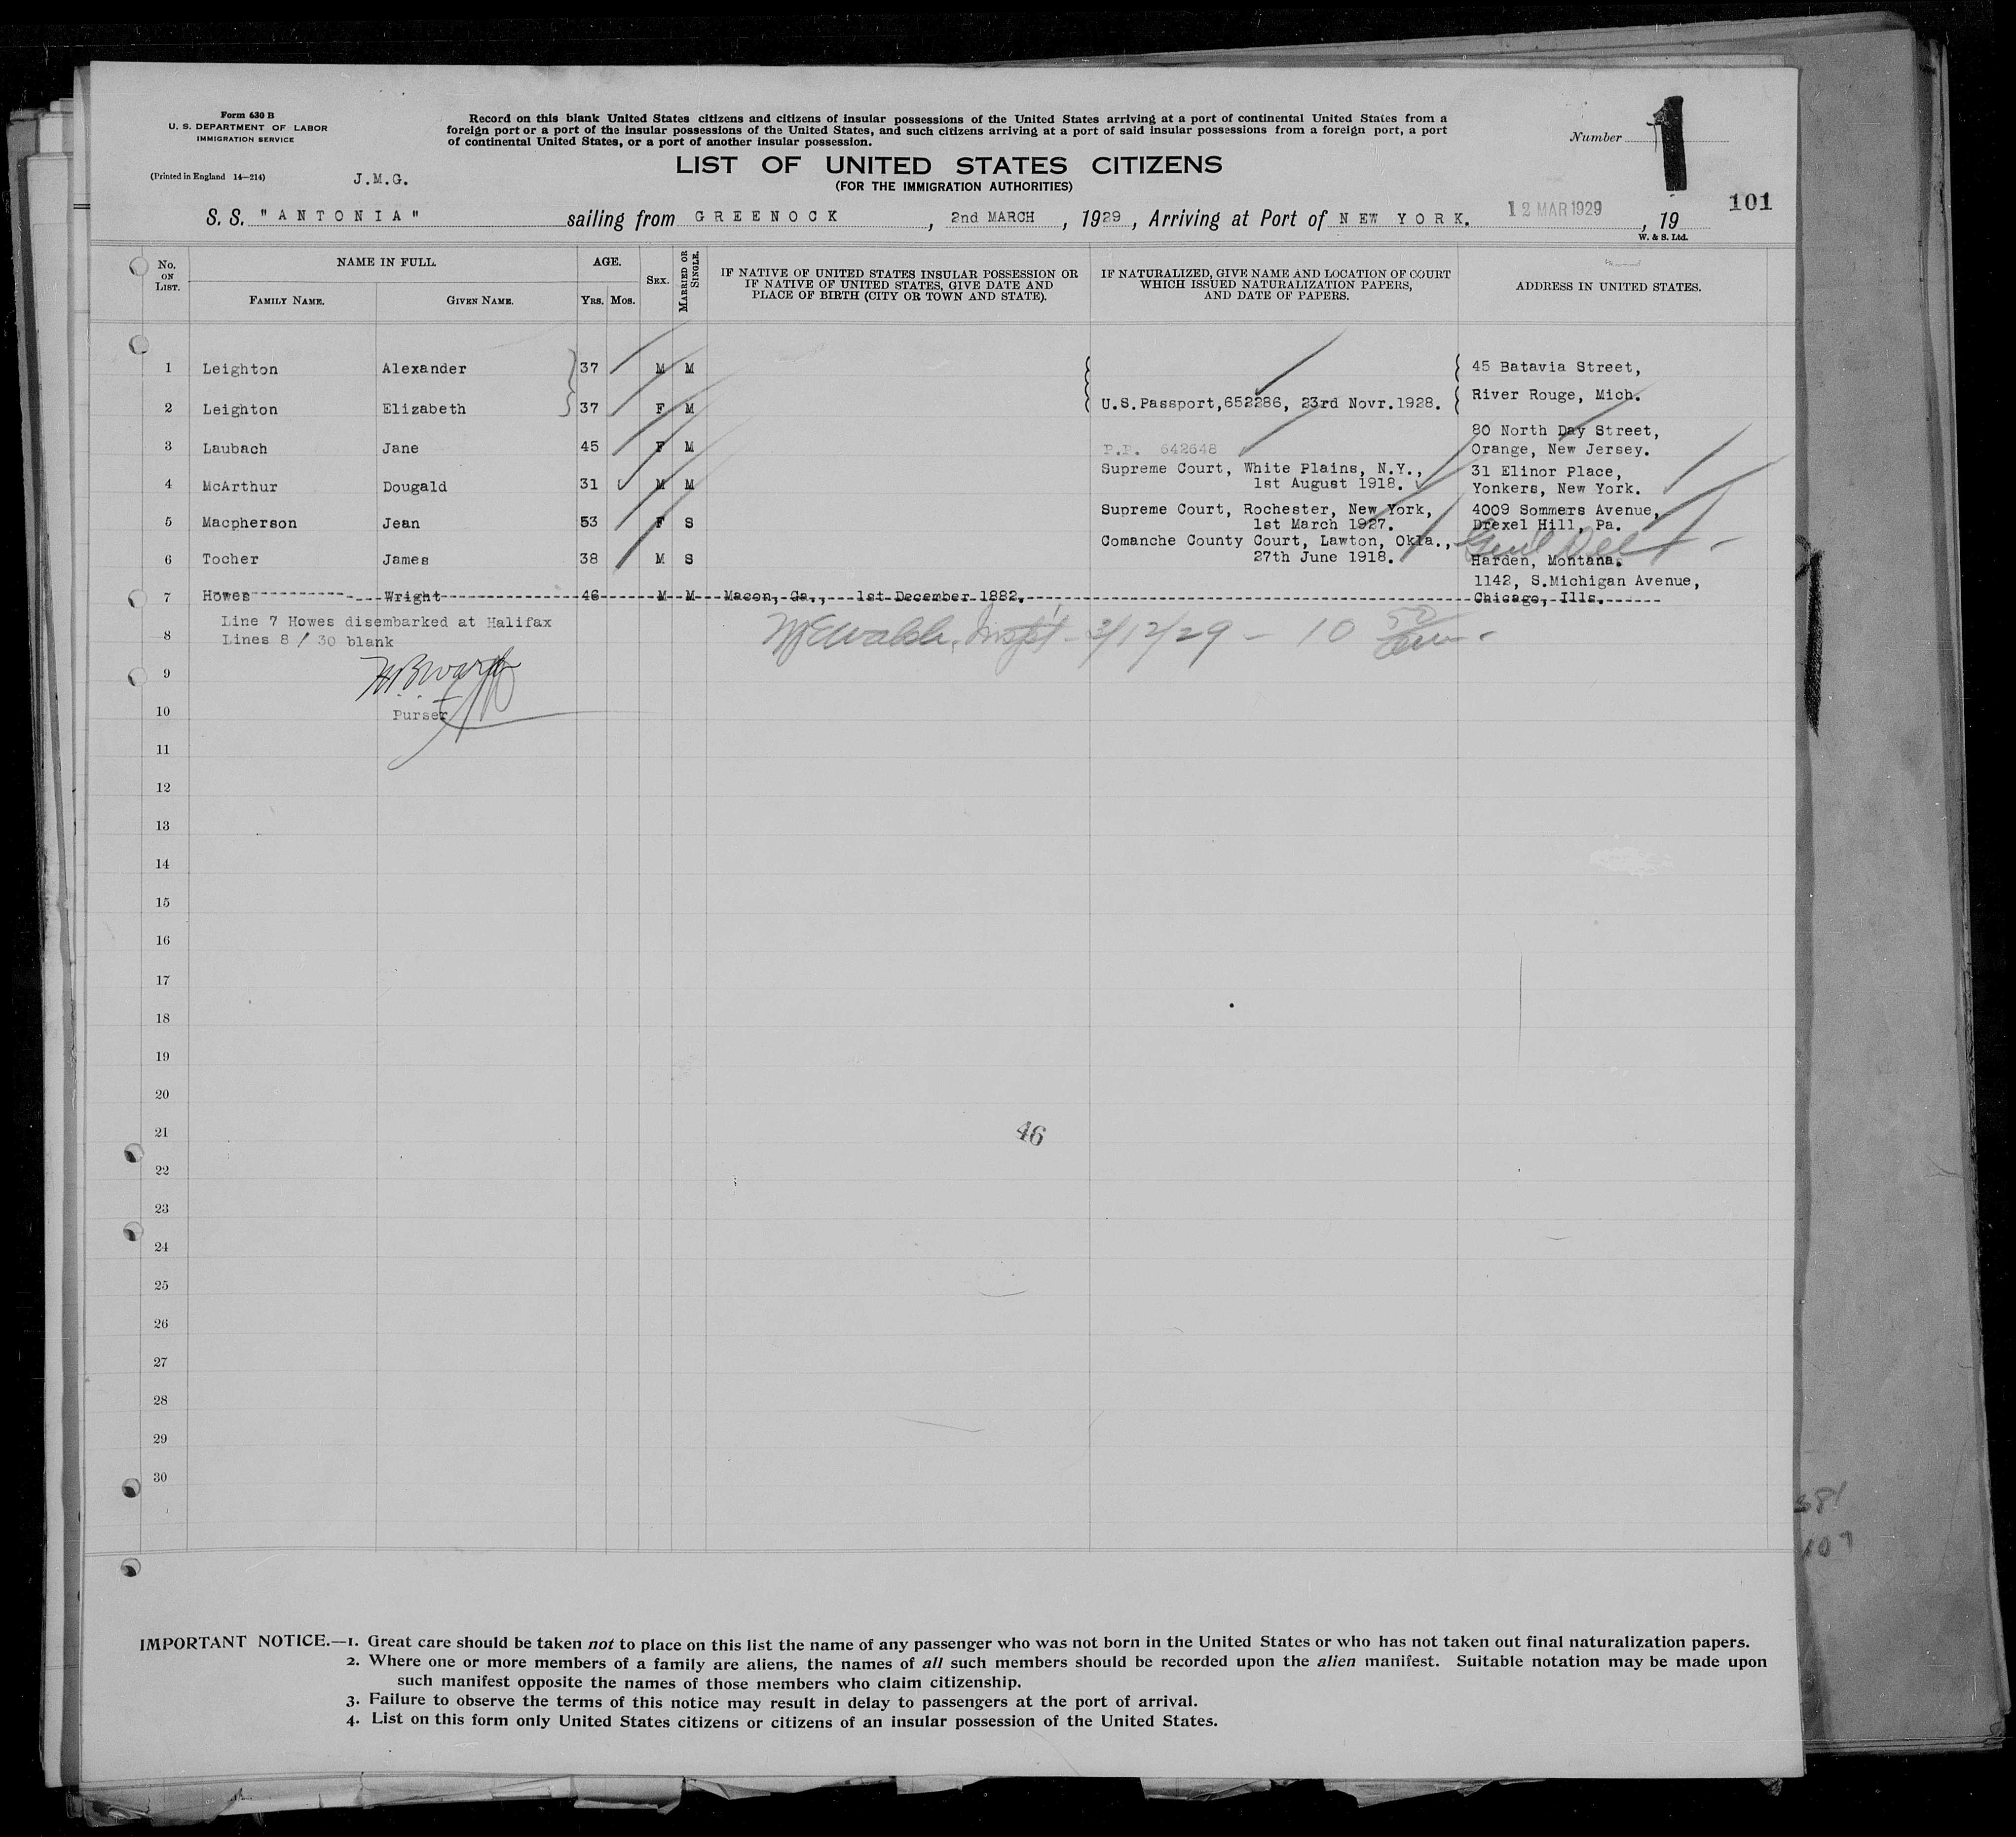 Form 630 B
U. S. DEPARTMENT OF LABOR
IMMIGRATION SERVICE
(Printed in England 14—214)
J.M.G.
Record on this blank United States citizens and citizens of insular possessions of the United States arriving at a port of continental United States from a
foreign port or a port of the insular possessions of the United States, and such citizens arriving at a port of said insular possessions from a foreign port, a port
of continental United States, or a port of another insular possession.
LIST OF UNITED STATES CITIZENS
(FOR THE IMMIGRATION AUTHORITIES)
Number 1
101
S. S. "ANTONIA" sailing from GREENOCK, 2nd MARCH, 1929, Arriving at Port of NEW YORK. 12 MAR 1929, 19
W. & S. Ltd.
No. ON LIST.
NAME IN FULL.
FAMILY NAME. GIVEN NAME.
AGE.
YRS. MOS.
SEX.
MARRIED OR SINGLE.
IF NATIVE OF UNITED STATES INSULAR POSSESSION OR
IF NATIVE OF UNITED STATES, GIVE DATE AND
PLACE OF BIRTH (CITY OR TOWN AND STATE).
IF NATURALIZED, GIVE NAME AND LOCATION OF COURT
WHICH ISSUED NATURALIZATION PAPERS,
AND DATE OF PAPERS.
ADDRESS IN UNITED STATES.
1 Leighton Alexander 37 M M 45 Batavia Street,
2 Leighton Elizabeth 37 F M U.S.Passport,652286, 23rd Novr.1928. River Rouge, Mich.
80 North Day Street,
3 Laubach Jane 45 F M P.P. 642648 Orange, New Jersey.
Supreme Court, White Plains, N.Y., 31 Elinor Place,
4 McArthur Dougald 31 M M 1st August 1918. Yonkers, New York.
Supreme Court, Rochester, New York, 4009 Sommers Avenue,
5 Macpherson Jean 53 F S 1st March 1927. Drexel Hill, Pa.
Comanche County Court, Lawton, Okla., Genl Del
6 Tocher James 38 M S 27th June 1918. Harden, Montana.
1142, S.Michigan Avenue,
7 Howes Wright 46 M M Macon, Ga., 1st December 1882. Chicago, Ills.
Line 7 Howes disembarked at Halifax
8 Lines 8 / 30 blank
Inspt 3/12/29 - 10 50
9
10 Purser
11
12
13
14
15
16
17
18
19
20
21
46
22
23
24
25
26
27
28
29
30
581
109
IMPORTANT NOTICE.—1. Great care should be taken not to place on this list the name of any passenger who was not born in the United States or who has not taken out final naturalization papers.
2. Where one or more members of a family are aliens, the names of all such members should be recorded upon the alien manifest. Suitable notation may be made upon
such manifest opposite the names of those members who claim citizenship.
3. Failure to observe the terms of this notice may result in delay to passengers at the port of arrival.
4. List on this form only United States citizens or citizens of an insular possession of the United States.